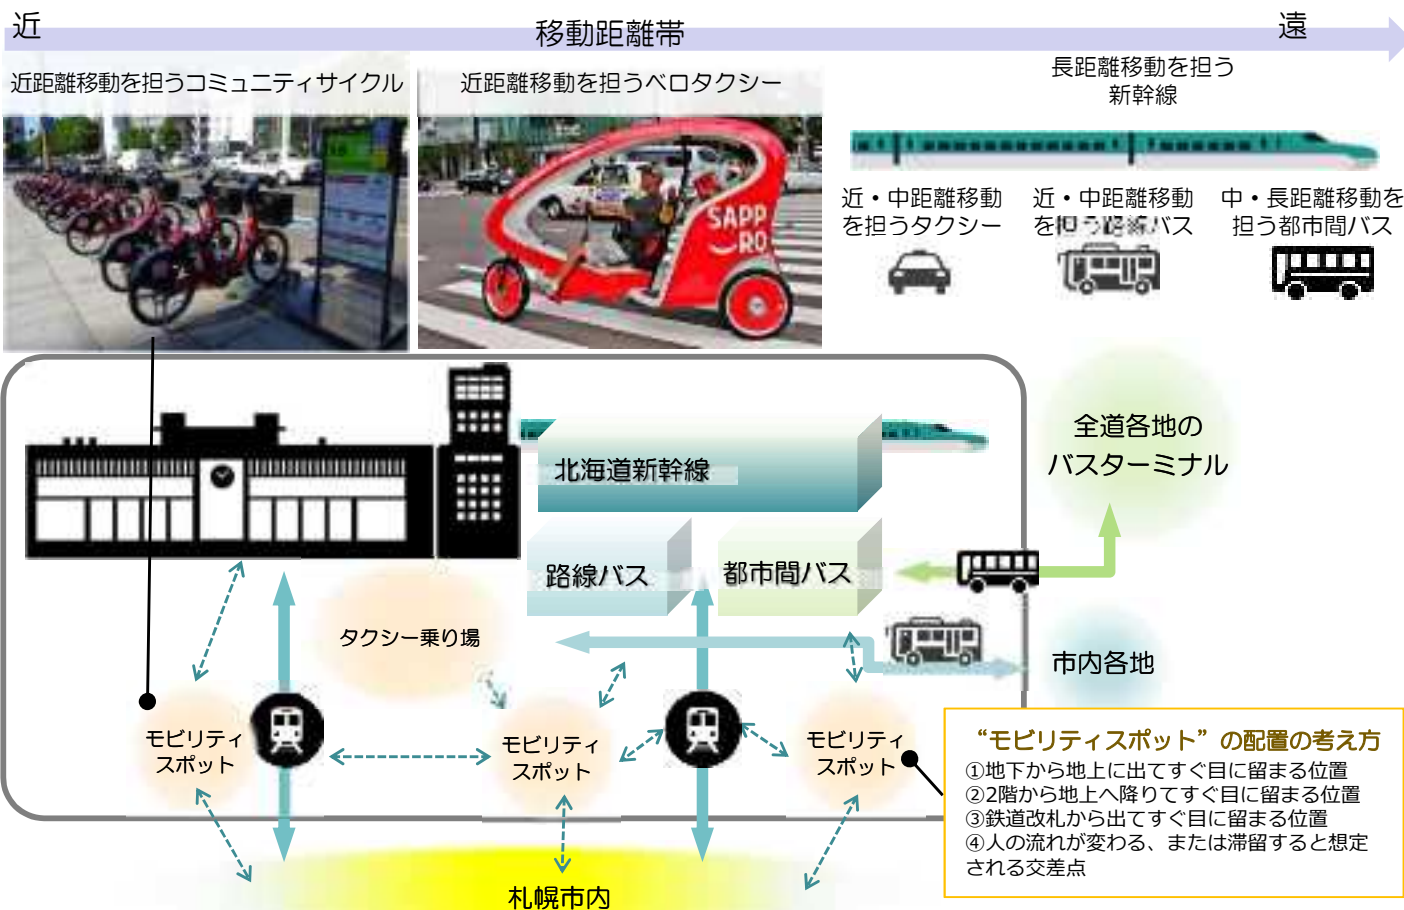 近
移動距離帯
遠
近距離移動を担うコミュニティサイクル
近距離移動を担うベロタクシー
長距離移動を担う
新幹線
SAPP
RO
近・中距離移動
を担うタクシー
近・中距離移動
を担う路線バス
中・長距離移動を
担う都市間バス
北海道新幹線
全道各地の
バスターミナル
路線バス
都市間バス
タクシー乗り場
市内各地
モビリティ
スポット
モビリティ
スポット
モビリティ
スポット
“モビリティスポット”の配置の考え方
①地下から地上に出てすぐ目に留まる位置
②2階から地上へ降りてすぐ目に留まる位置
③鉄道改札から出てすぐ目に留まる位置
④人の流れが変わる、または滞留すると想定
される交差点
札幌市内